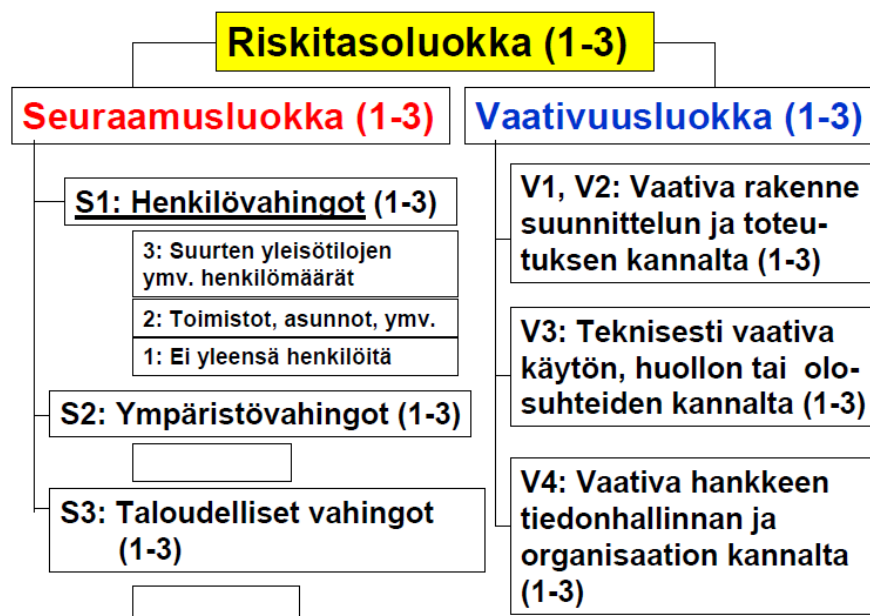 Riskitasoluokka (1-3)
Seuraamusluokka (1-3)
S1: Henkilövahingot (1-3)
3: Suurten yleisötilojen
ymv. henkilömäärät
2: Toimistot, asunnot, ymv.
1: Ei yleensä henkilöitä
S2: Ympäristövahingot (1-3)
S3: Taloudelliset vahingot
(1-3)
Vaativuusluokka (1-3)
V1, V2: Vaativa rakenne
suunnittelun ja toteu-
tuksen kannalta (1-3)
V3: Teknisesti vaativa
käytön, huollon tai olo-
suhteiden kannalta (1-3)
V4: Vaativa hankkeen
tiedonhallinnan ja
organisaation kannalta
(1-3)